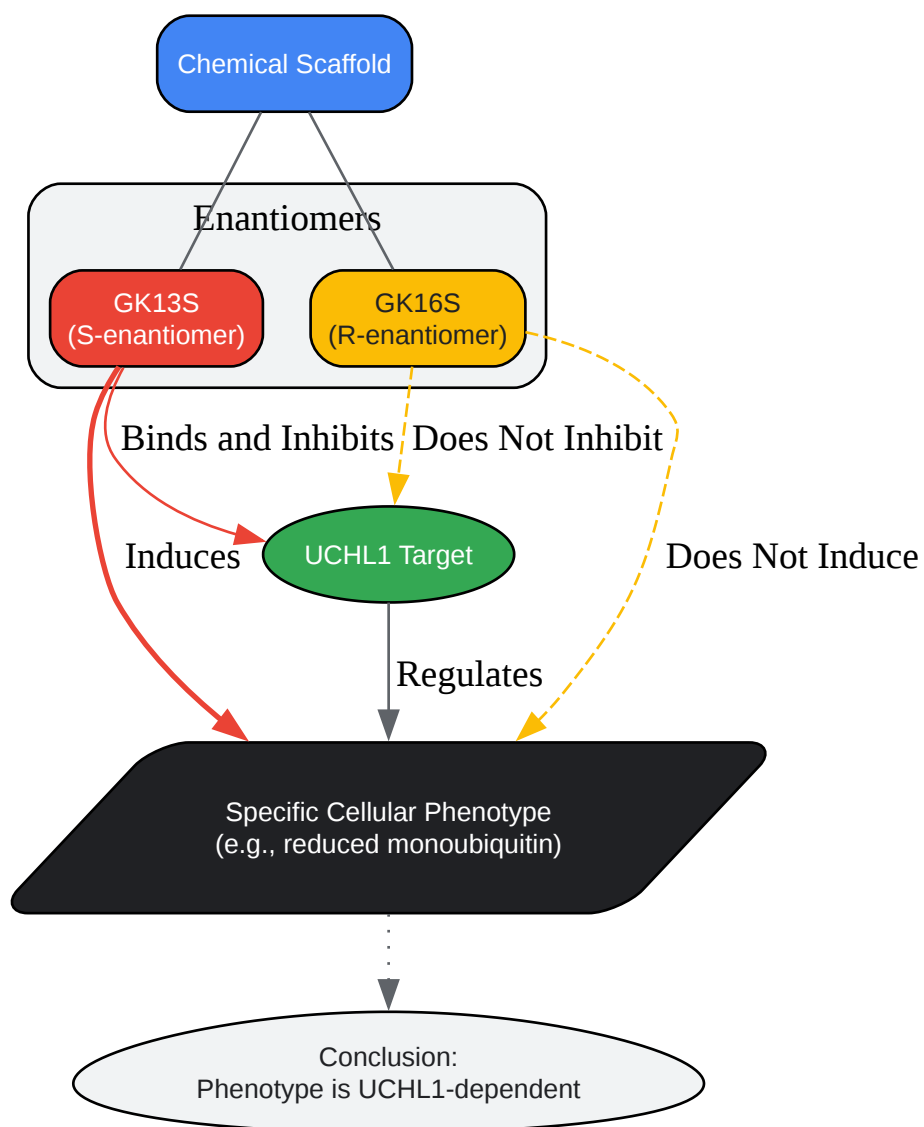 Chemical Scaffold
Enantiomers
GK13S
(S-enantiomer)
GK16S
(R-enantiomer)
Binds and Inhibits
Does Not Inhibit
Induces
UCHL1 Target
Does Not Induce
Regulates
Specific Cellular Phenotype
(e.g., reduced monoubiquitin)
Conclusion:
Phenotype is UCHL1-dependent